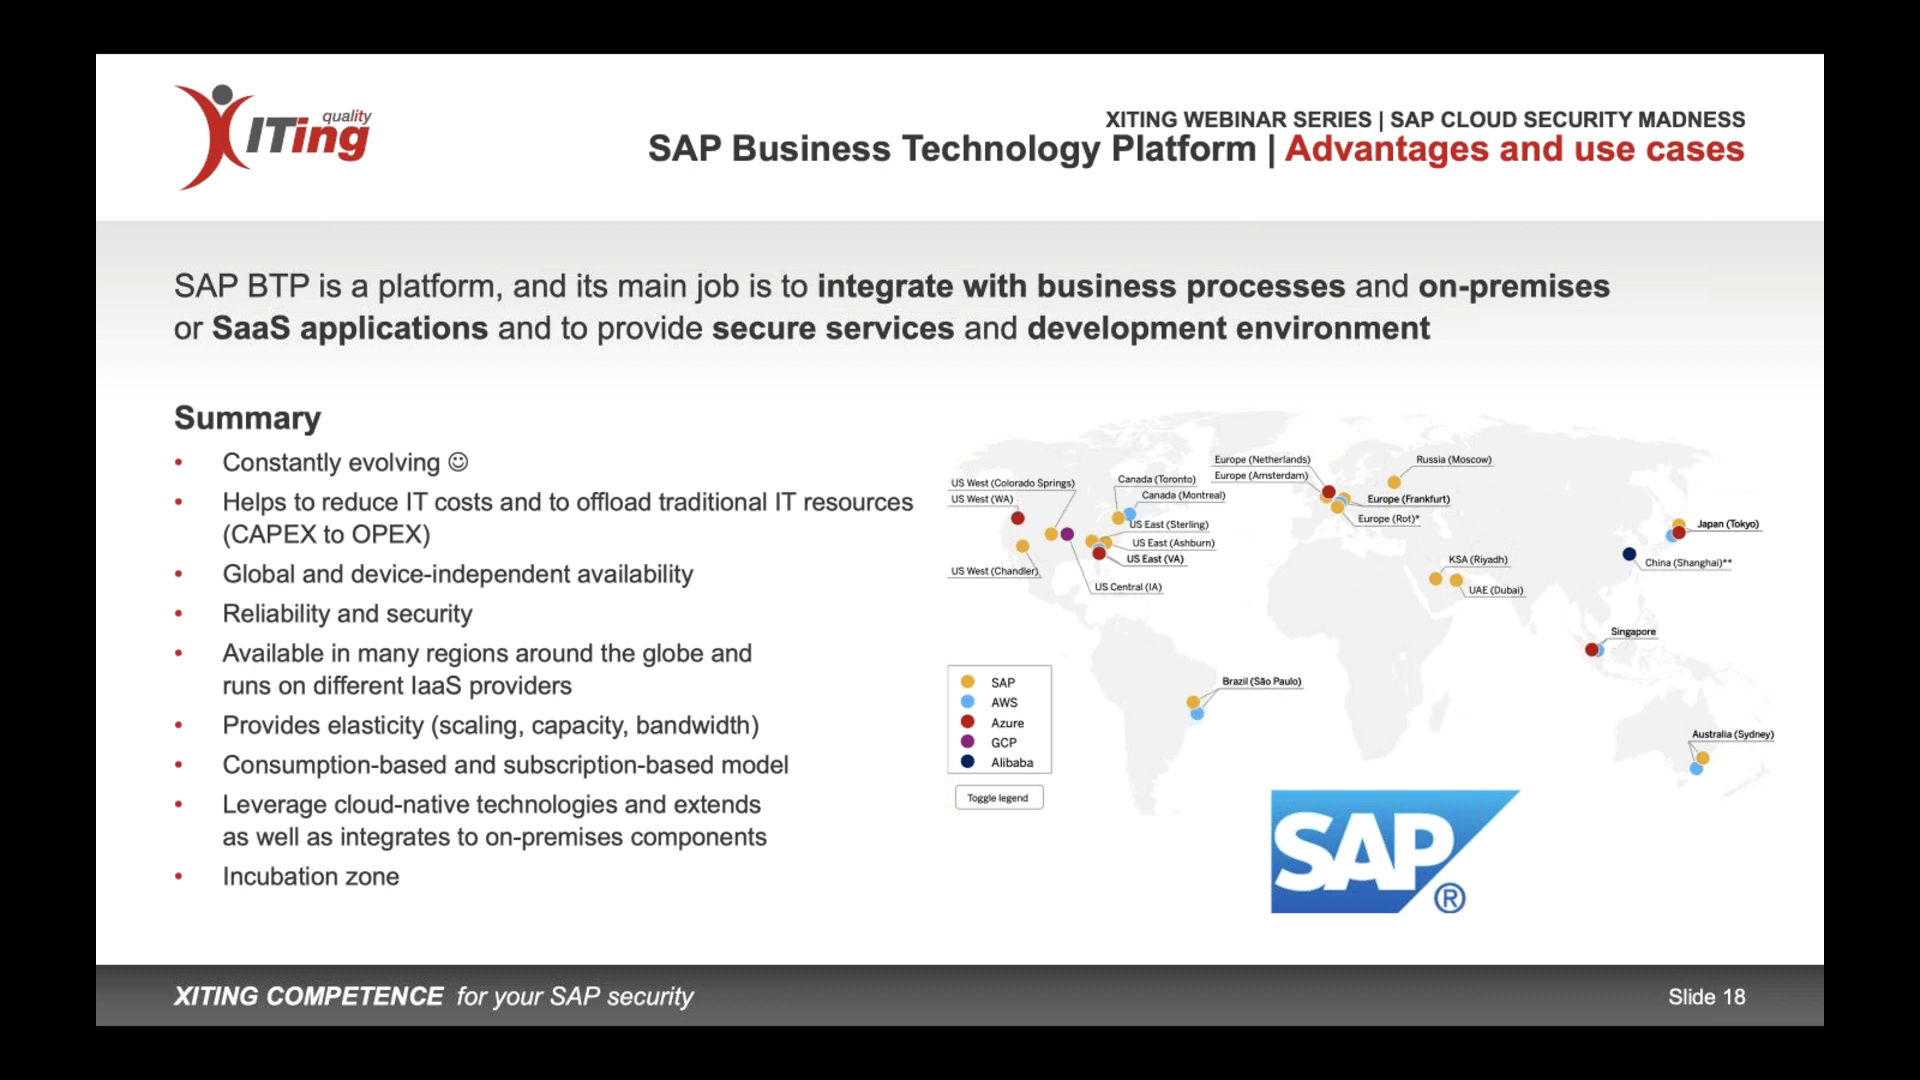 quality
XITing
XITING WEBINAR SERIES | SAP CLOUD SECURITY MADNESS
SAP Business Technology Platform | Advantages and use cases
SAP BTP is a platform, and its main job is to integrate with business processes and on-premises
or SaaS applications and to provide secure services and development environment
Summary
• Constantly evolving ☺
• Helps to reduce IT costs and to offload traditional IT resources
(CAPEX to OPEX)
• Global and device-independent availability
• Reliability and security
• Available in many regions around the globe and
runs on different IaaS providers
• Provides elasticity (scaling, capacity, bandwidth)
• Consumption-based and subscription-based model
• Leverage cloud-native technologies and extends
as well as integrates to on-premises components
• Incubation zone
US West (Colorado Springs)
US West (WA)
US West (Chandler)
Canada (Toronto)
Canada (Montreal)
US East (Sterling)
US East (Ashburn)
US East (VA)
US Central (IA)
Europe (Netherlands)
Europe (Amsterdam)
Russia (Moscow)
Europe (Frankfurt)
Europe (Rot)*
KSA (Riyadh)
UAE (Dubai)
Japan (Tokyo)
China (Shanghai)**
Singapore
Brazil (São Paulo)
Australia (Sydney)
SAP
AWS
Azure
GCP
Alibaba
Toggle legend
SAP ®
XITING COMPETENCE for your SAP security
Slide 18